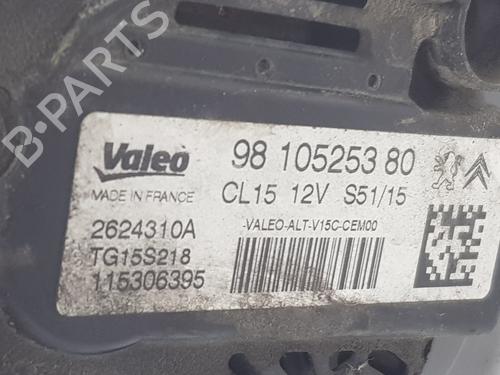 B-PARTS
Valeo
98 105253 80
MADE IN FRANCE
CL15 12V S51/15
2624310A
-VALEO-ALT-V15C-CEM00
TG15S218
115306395